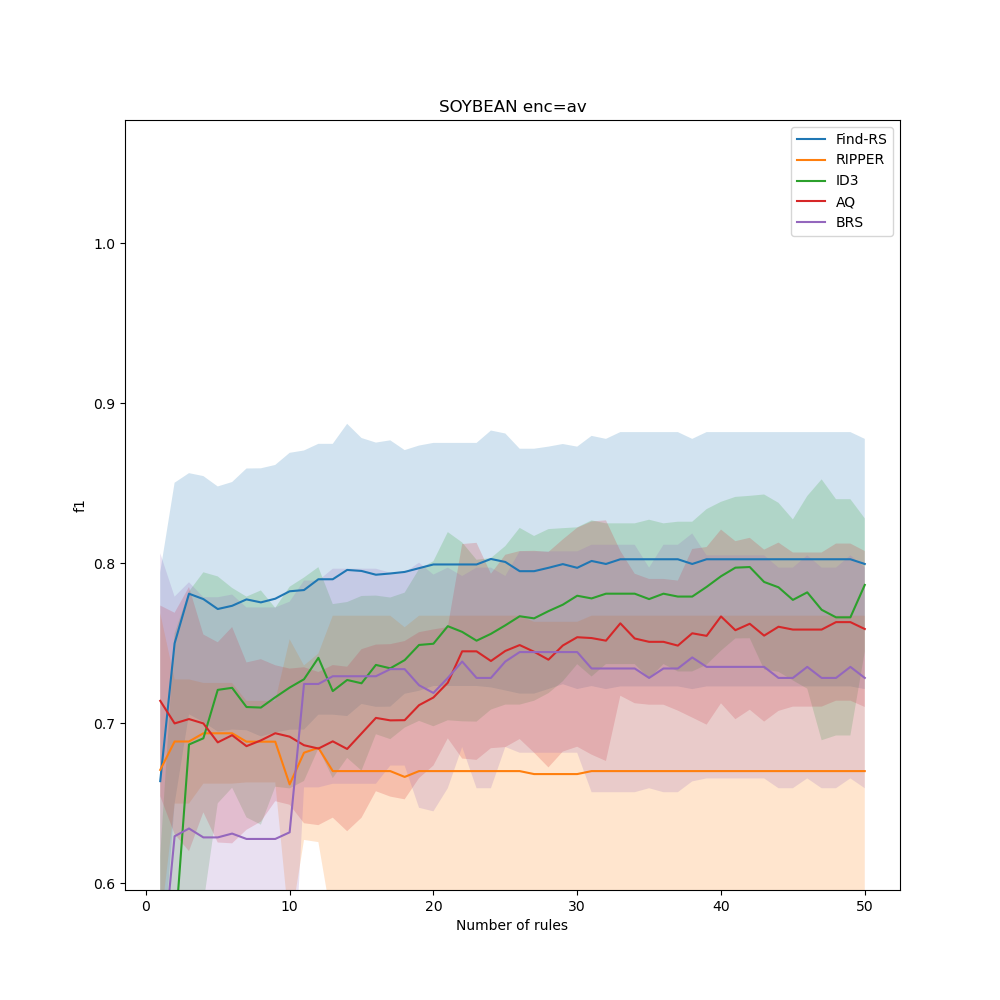 SOYBEAN enc=av
Find-RS
RIPPER
ID3
AQ
BRS
1.0
0.9
0.8
0.7
0.6
f1
0 10 20 30 40 50
Number of rules